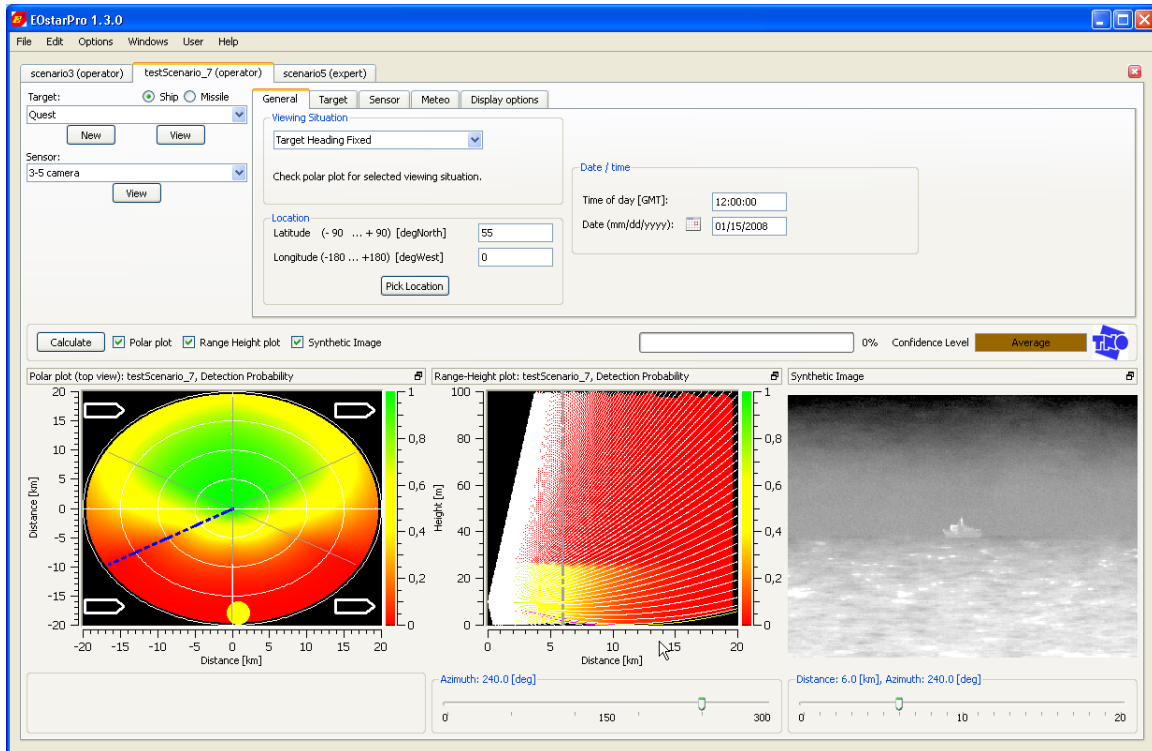 EOstarPro 1.3.0
File Edit Options Windows User Help
scenario3 (operator) testScenario_7 (operator) scenario5 (expert)
Target: Ship Missile
Quest
New View
Sensor:
3-5 camera
View
General Target Sensor Meteo Display options
Viewing Situation
Target Heading Fixed
Check polar plot for selected viewing situation.
Location
Latitude (- 90 ... + 90) [degNorth] 55
Longitude (-180 ... +180) [degWest] 0
Pick Location
Date / time
Time of day [GMT]: 12:00:00
Date (mm/dd/yyyy): 01/15/2008
Calculate Polar plot Range Height plot Synthetic Image 0% Confidence Level Average TNO
Polar plot (top view): testScenario_7, Detection Probability
20
15
10
5
0
-5
-10
-15
-20
Distance [km]
-20 -15 -10 -5 0 5 10 15 20
Distance [km]
1
0,8
0,6
0,4
0,2
0
Range-Height plot: testScenario_7, Detection Probability
100
80
60
40
20
0
Height [m]
0 5 10 15 20
Distance [km]
1
0,8
0,6
0,4
0,2
0
Synthetic Image
Azimuth: 240.0 [deg]
0 150 300
Distance: 6.0 [km], Azimuth: 240.0 [deg]
0 10 20